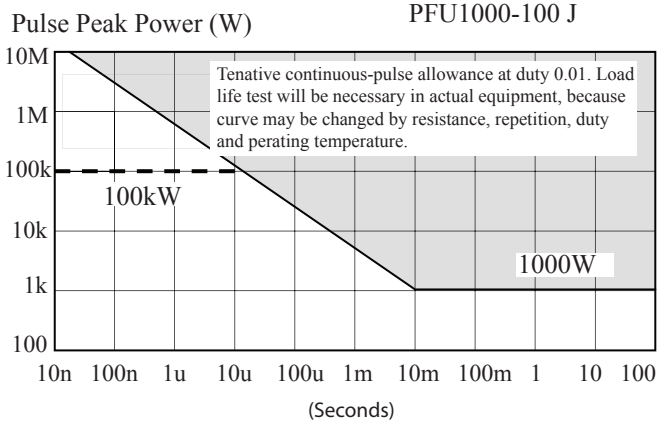 Pulse Peak Power (W)
PFU1000-100 J
10M
1M
100k
10k
1k
100
Tenative continuous-pulse allowance at duty 0.01. Load
life test will be necessary in actual equipment, because
curve may be changed by resistance, repetition, duty
and perating temperature.
100kW
1000W
10n 100n 1u 10u 100u 1m 10m 100m 1 10 100
(Seconds)